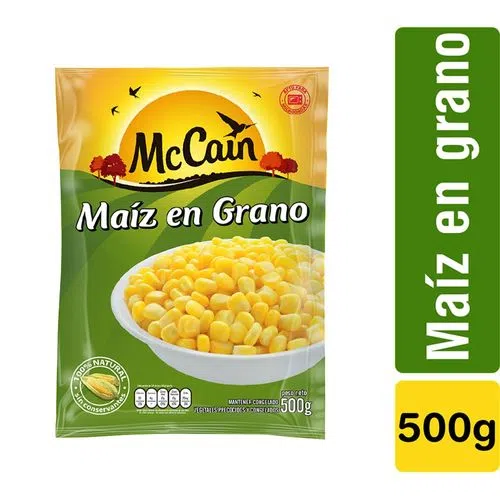 McCain
Maíz en Grano
100% NATURAL
sin conservantes
MANTENER CONGELADO
VEGETALES PRECOCIDOS Y CONGELADOS
peso neto
500g
Maíz en grano
500g